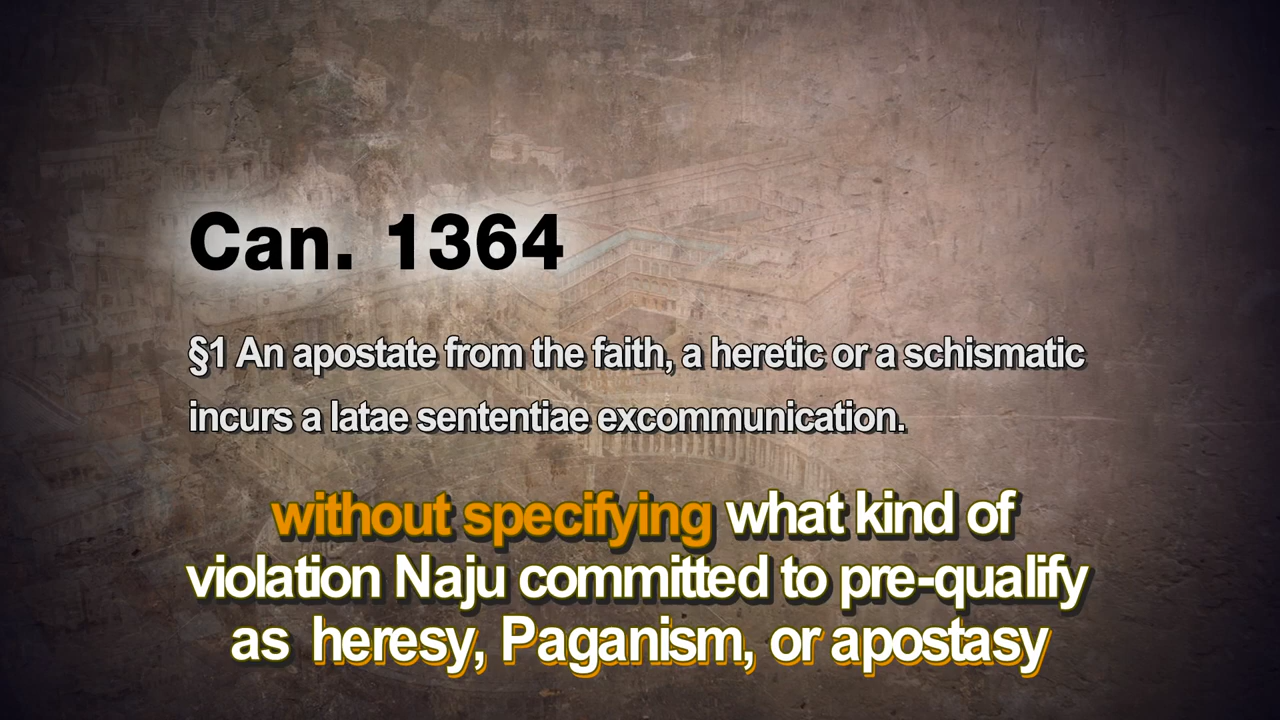 Can. 1364
§1 An apostate from the faith, a heretic or a schismatic
incurs a latae sententiae excommunication.
without specifying what kind of
violation Naju committed to pre-qualify
as heresy, Paganism, or apostasy